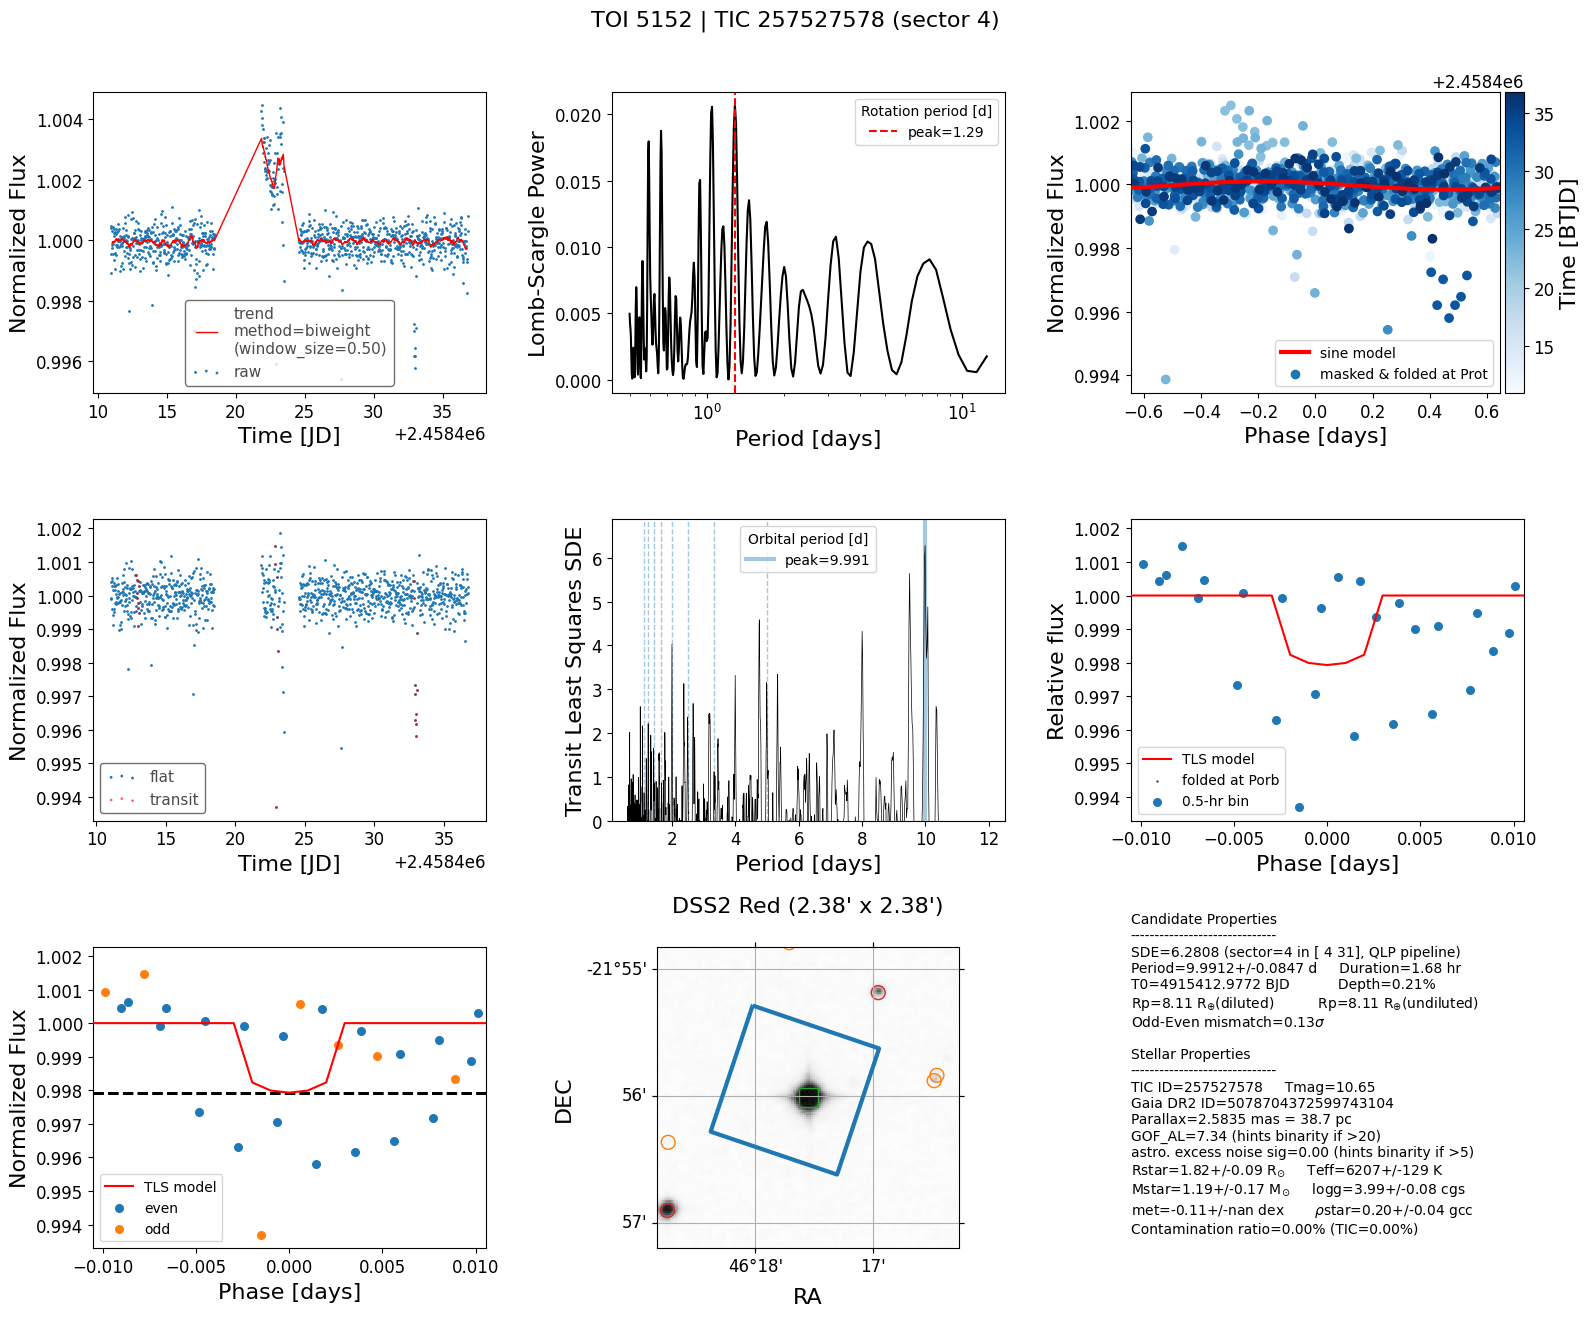 TOI 5152 | TIC 257527578 (sector 4)
Normalized Flux
1.004
1.002
1.000
0.998
0.996
trend
method=biweight
(window_size=0.50)
raw
10 15 20 25 30 35
Time [JD]
+2.4584e6
Lomb-Scargle Power
0.020
0.015
0.010
0.005
0.000
Rotation period [d]
peak=1.29
10^0 10^1
Period [days]
+2.4584e6
Normalized Flux
1.002
1.000
0.998
0.996
0.994
sine model
masked & folded at Prot
−0.6 −0.4 −0.2 0.0 0.2 0.4 0.6
Phase [days]
35
30
25
20
15
Time [BTJD]
Normalized Flux
1.002
1.001
1.000
0.999
0.998
0.997
0.996
0.995
0.994
flat
transit
10 15 20 25 30 35
Time [JD]
+2.4584e6
Transit Least Squares SDE
6
5
4
3
2
1
0
Orbital period [d]
peak=9.991
2 4 6 8 10 12
Period [days]
Relative flux
1.002
1.001
1.000
0.999
0.998
0.997
0.996
0.995
0.994
TLS model
folded at Porb
0.5-hr bin
−0.010 −0.005 0.000 0.005 0.010
Phase [days]
Normalized Flux
1.002
1.001
1.000
0.999
0.998
0.997
0.996
0.995
0.994
TLS model
even
odd
−0.010 −0.005 0.000 0.005 0.010
Phase [days]
DSS2 Red (2.38' x 2.38')
DEC
-21°55'
56'
57'
46°18' 17'
RA
Candidate Properties
-------------------------------
SDE=6.2808 (sector=4 in [ 4 31], QLP pipeline)
Period=9.9912+/-0.0847 d Duration=1.68 hr
T0=4915412.9772 BJD Depth=0.21%
Rp=8.11 R⊕(diluted) Rp=8.11 R⊕(undiluted)
Odd-Even mismatch=0.13σ
Stellar Properties
-------------------------------
TIC ID=257527578 Tmag=10.65
Gaia DR2 ID=5078704372599743104
Parallax=2.5835 mas = 38.7 pc
GOF_AL=7.34 (hints binarity if >20)
astro. excess noise sig=0.00 (hints binarity if >5)
Rstar=1.82+/-0.09 R⊙ Teff=6207+/-129 K
Mstar=1.19+/-0.17 M⊙ logg=3.99+/-0.08 cgs
met=-0.11+/-nan dex ρstar=0.20+/-0.04 gcc
Contamination ratio=0.00% (TIC=0.00%)